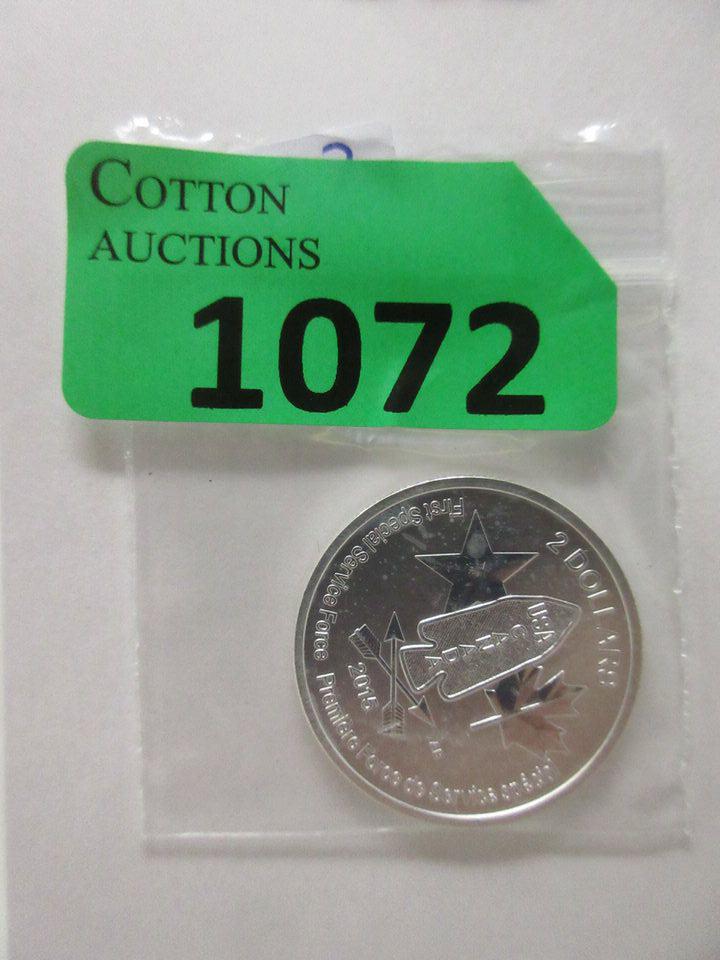 COTTON
AUCTIONS
1072
2 DOLLARS
First Special Service Force
USA
CANADA
2015
Première Force de Service spécial